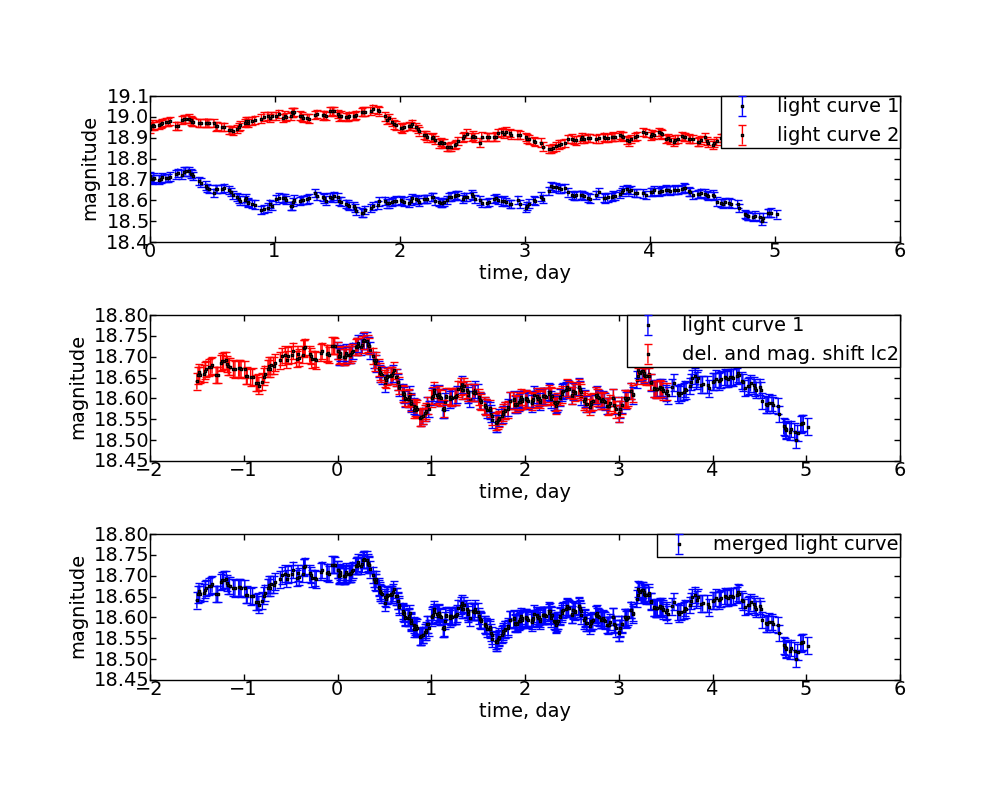 19.1
19.0
18.9
18.8
18.7
18.6
18.5
18.4
magnitude
light curve 1
light curve 2
0 1 2 3 4 5 6
time, day
18.80
18.75
18.70
18.65
18.60
18.55
18.50
18.45
magnitude
light curve 1
del. and mag. shift lc2
−2 −1 0 1 2 3 4 5 6
time, day
18.80
18.75
18.70
18.65
18.60
18.55
18.50
18.45
magnitude
merged light curve
−2 −1 0 1 2 3 4 5 6
time, day